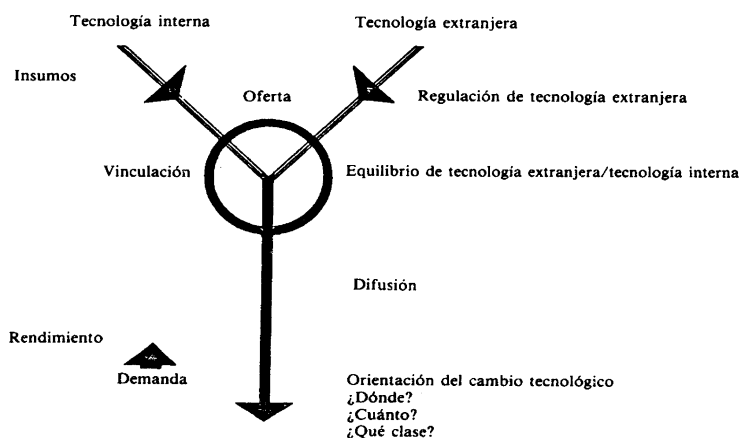 Tecnología interna
Tecnología extranjera
Insumos
Oferta
Regulación de tecnología extranjera
Vinculación
Equilibrio de tecnología extranjera/tecnología interna
Difusión
Rendimiento
Demanda
Orientación del cambio tecnológico
¿Dónde?
¿Cuánto?
¿Qué clase?